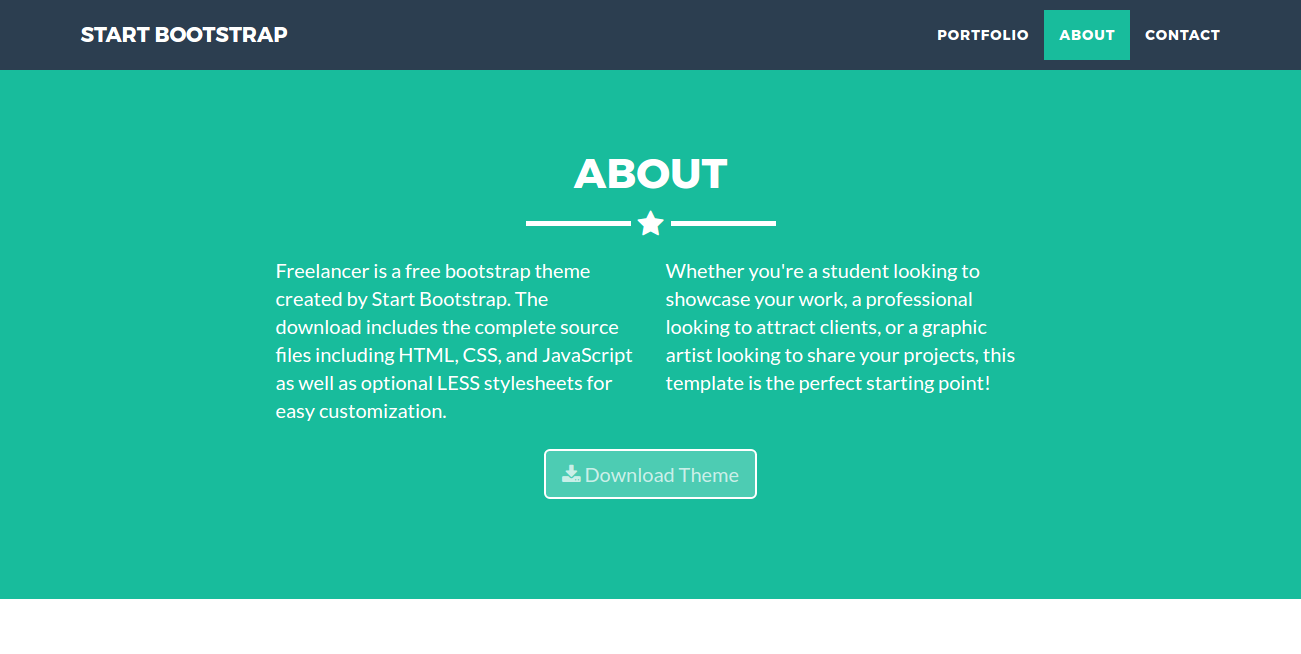 START BOOTSTRAP
PORTFOLIO
ABOUT
CONTACT
ABOUT
Freelancer is a free bootstrap theme
created by Start Bootstrap. The
download includes the complete source
files including HTML, CSS, and JavaScript
as well as optional LESS stylesheets for
easy customization.
Whether you're a student looking to
showcase your work, a professional
looking to attract clients, or a graphic
artist looking to share your projects, this
template is the perfect starting point!
Download Theme